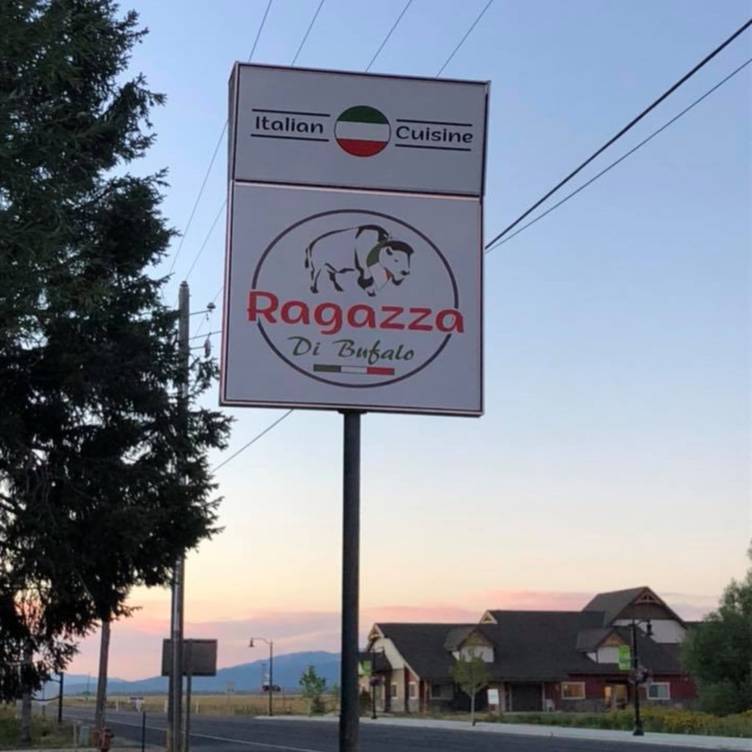 Italian Cuisine
Ragazza
Di Bufalo